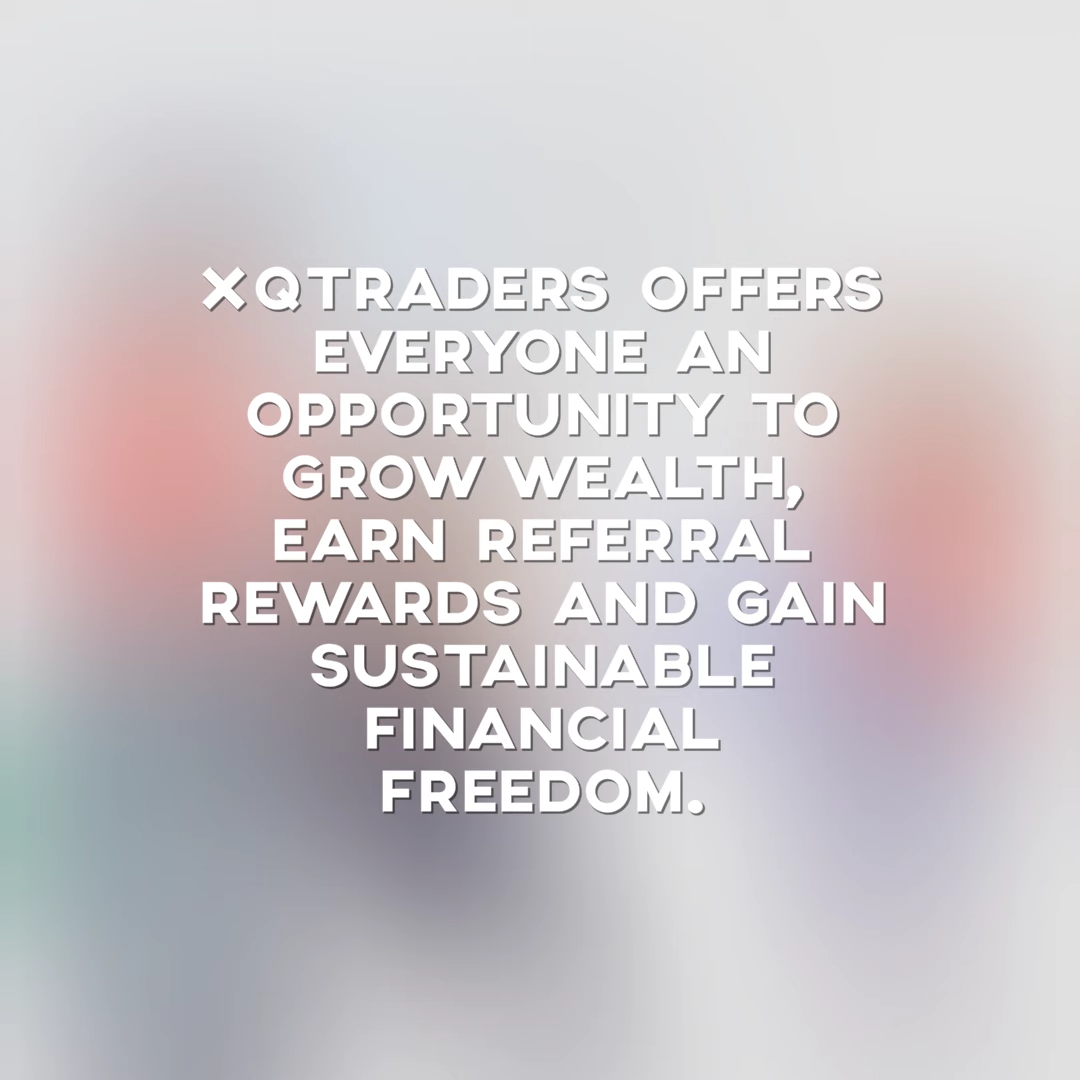 XQTRADERS OFFERS
EVERYONE AN
OPPORTUNITY TO
GROW WEALTH,
EARN REFERRAL
REWARDS AND GAIN
SUSTAINABLE
FINANCIAL
FREEDOM.